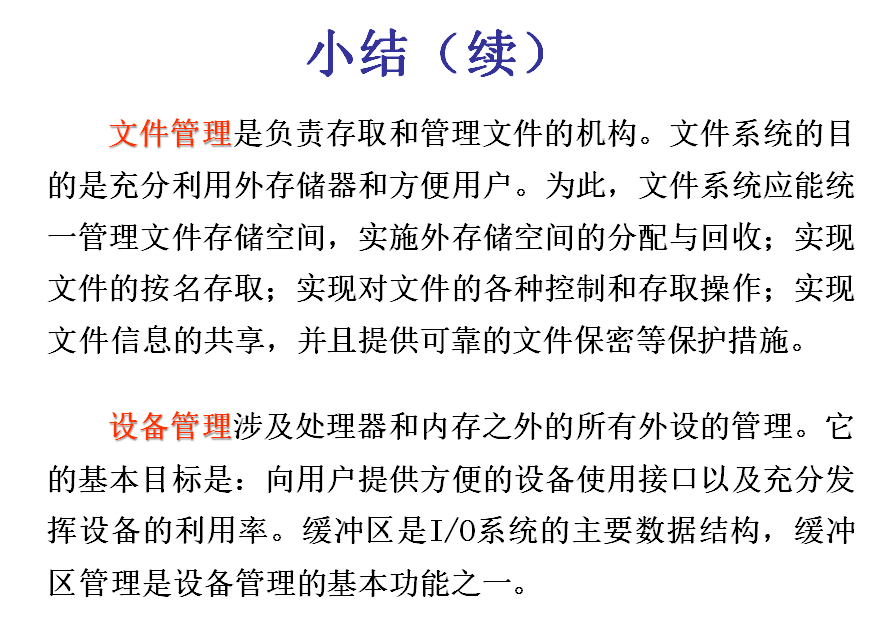 小结（续）
文件管理是负责存取和管理文件的机构。文件系统的目
的是充分利用外存储器和方便用户。为此，文件系统应能统
一管理文件存储空间，实施外存储空间的分配与回收；实现
文件的按名存取；实现对文件的各种控制和存取操作；实现
文件信息的共享，并且提供可靠的文件保密等保护措施。
设备管理涉及处理器和内存之外的所有外设的管理。它
的基本目标是：向用户提供方便的设备使用接口以及充分发
挥设备的利用率。缓冲区是I/O系统的主要数据结构，缓冲
区管理是设备管理的基本功能之一。